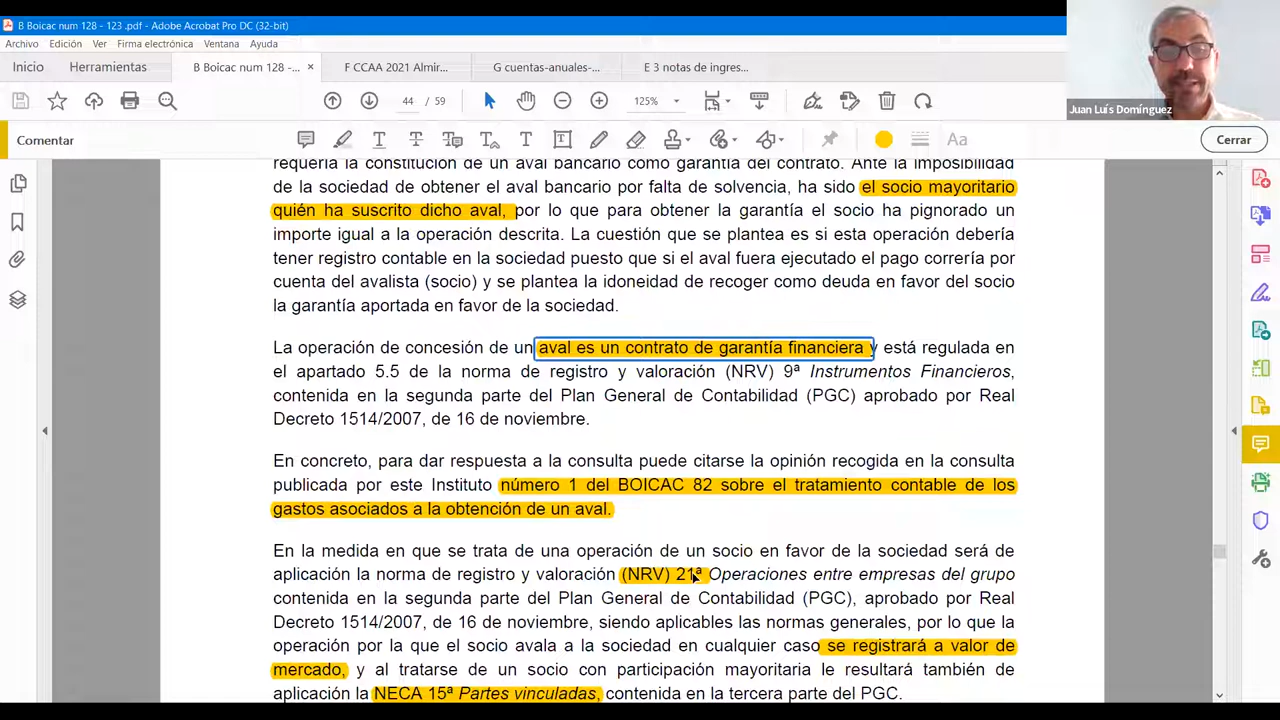 B Boicac num 128 - 123 .pdf - Adobe Acrobat Pro DC (32-bit)
Archivo Edición Ver Firma electrónica Ventana Ayuda
Inicio Herramientas B Boicac num 128 -... × F CCAA 2021 Almir... G cuentas-anuales-... E 3 notas de ingres...
44 / 59 125%
Juan Luís Domínguez
Comentar Aa Cerrar
requería la constitución de un aval bancario como garantía del contrato. Ante la imposibilidad
de la sociedad de obtener el aval bancario por falta de solvencia, ha sido el socio mayoritario
quién ha suscrito dicho aval, por lo que para obtener la garantía el socio ha pignorado un
importe igual a la operación descrita. La cuestión que se plantea es si esta operación debería
tener registro contable en la sociedad puesto que si el aval fuera ejecutado el pago correría por
cuenta del avalista (socio) y se plantea la idoneidad de recoger como deuda en favor del socio
la garantía aportada en favor de la sociedad.
La operación de concesión de un aval es un contrato de garantía financiera y está regulada en
el apartado 5.5 de la norma de registro y valoración (NRV) 9ª Instrumentos Financieros,
contenida en la segunda parte del Plan General de Contabilidad (PGC) aprobado por Real
Decreto 1514/2007, de 16 de noviembre.
En concreto, para dar respuesta a la consulta puede citarse la opinión recogida en la consulta
publicada por este Instituto número 1 del BOICAC 82 sobre el tratamiento contable de los
gastos asociados a la obtención de un aval.
En la medida en que se trata de una operación de un socio en favor de la sociedad será de
aplicación la norma de registro y valoración (NRV) 21ª Operaciones entre empresas del grupo
contenida en la segunda parte del Plan General de Contabilidad (PGC), aprobado por Real
Decreto 1514/2007, de 16 de noviembre, siendo aplicables las normas generales, por lo que la
operación por la que el socio avala a la sociedad en cualquier caso se registrará a valor de
mercado, y al tratarse de un socio con participación mayoritaria le resultará también de
aplicación la NECA 15ª Partes vinculadas, contenida en la tercera parte del PGC.